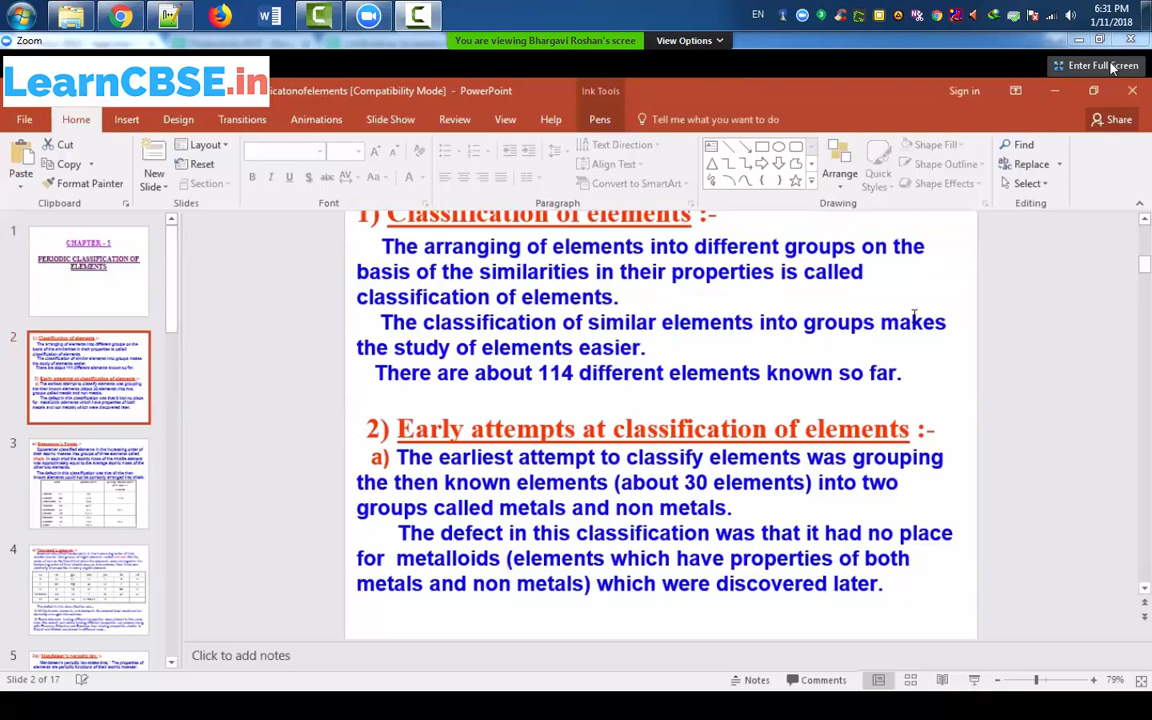 EN
6:31 PM
1/11/2018
Zoom
You are viewing Bhargavi Roshan's scree
View Options
Enter Full Screen
LearnCBSE.in
icatonofelements [Compatibility Mode] - PowerPoint
Ink Tools
Sign in
File Home Insert Design Transitions Animations Slide Show Review View Help Pens Tell me what you want to do Share
Cut
Copy
Format Painter
Paste
Clipboard
New Slide
Layout
Reset
Section
Slides
Font
Text Direction
Align Text
Convert to SmartArt
Paragraph
Arrange
Quick Styles
Shape Fill
Shape Outline
Shape Effects
Drawing
Find
Replace
Select
Editing
1
CHAPTER - 5
PERIODIC CLASSIFICATION OF
ELEMENTS
2
3
4
5
1) Classification of elements :-
The arranging of elements into different groups on the
basis of the similarities in their properties is called
classification of elements.
The classification of similar elements into groups makes
the study of elements easier.
There are about 114 different elements known so far.
2) Early attempts at classification of elements :-
a) The earliest attempt to classify elements was grouping
the then known elements (about 30 elements) into two
groups called metals and non metals.
The defect in this classification was that it had no place
for metalloids (elements which have properties of both
metals and non metals) which were discovered later.
Click to add notes
Slide 2 of 17
Notes
Comments
79%